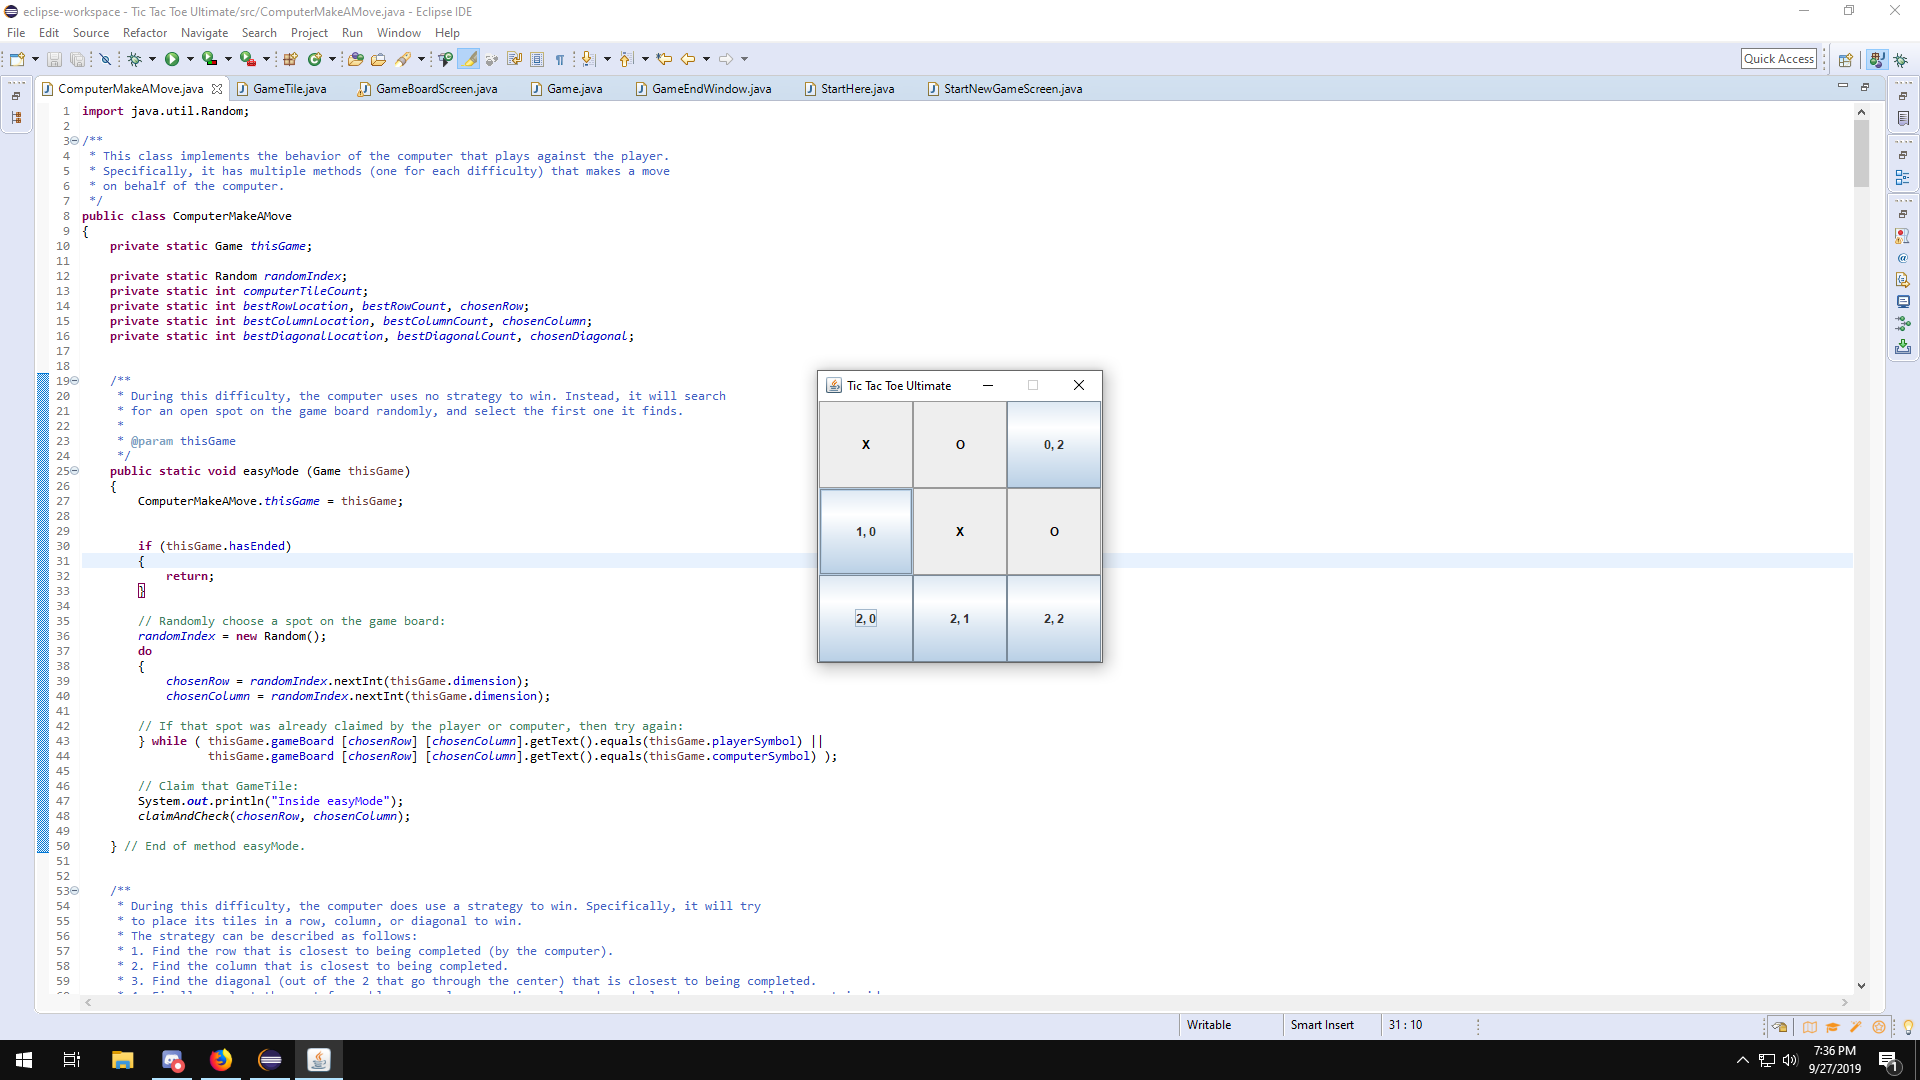 eclipse-workspace - Tic Tac Toe Ultimate/src/ComputerMakeAMove.java - Eclipse IDE
File Edit Source Refactor Navigate Search Project Run Window Help
Quick Access
ComputerMakeAMove.java GameTile.java GameBoardScreen.java Game.java GameEndWindow.java StartHere.java StartNewGameScreen.java
1 import java.util.Random;
2
3 /**
4 * This class implements the behavior of the computer that plays against the player.
5 * Specifically, it has multiple methods (one for each difficulty) that makes a move
6 * on behalf of the computer.
7 */
8 public class ComputerMakeAMove
9 {
10 private static Game thisGame;
11
12 private static Random randomIndex;
13 private static int computerTileCount;
14 private static int bestRowLocation, bestRowCount, chosenRow;
15 private static int bestColumnLocation, bestColumnCount, chosenColumn;
16 private static int bestDiagonalLocation, bestDiagonalCount, chosenDiagonal;
17
18
19 /**
20 * During this difficulty, the computer uses no strategy to win. Instead, it will search
21 * for an open spot on the game board randomly, and select the first one it finds.
22 *
23 * @param thisGame
24 */
25 public static void easyMode (Game thisGame)
26 {
27 ComputerMakeAMove.thisGame = thisGame;
28
29
30 if (thisGame.hasEnded)
31 {
32 return;
33 }
34
35 // Randomly choose a spot on the game board:
36 randomIndex = new Random();
37 do
38 {
39 chosenRow = randomIndex.nextInt(thisGame.dimension);
40 chosenColumn = randomIndex.nextInt(thisGame.dimension);
41
42 // If that spot was already claimed by the player or computer, then try again:
43 } while ( thisGame.gameBoard [chosenRow] [chosenColumn].getText().equals(thisGame.playerSymbol) ||
44 thisGame.gameBoard [chosenRow] [chosenColumn].getText().equals(thisGame.computerSymbol) );
45
46 // Claim that GameTile:
47 System.out.println("Inside easyMode");
48 claimAndCheck(chosenRow, chosenColumn);
49
50 } // End of method easyMode.
51
52
53 /**
54 * During this difficulty, the computer does use a strategy to win. Specifically, it will try
55 * to place its tiles in a row, column, or diagonal to win.
56 * The strategy can be described as follows:
57 * 1. Find the row that is closest to being completed (by the computer).
58 * 2. Find the column that is closest to being completed.
59 * 3. Find the diagonal (out of the 2 that go through the center) that is closest to being completed.
Tic Tac Toe Ultimate
X O 0, 2
1, 0 X O
2, 0 2, 1 2, 2
Writable Smart Insert 31 : 10
7:36 PM
9/27/2019
1